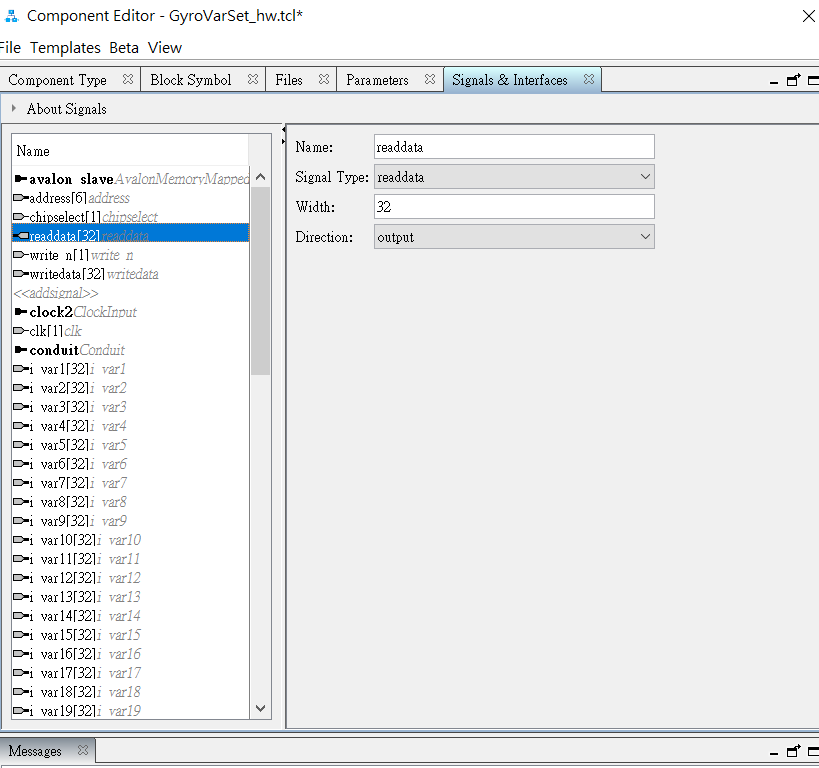 Component Editor - GyroVarSet_hw.tcl*
File Templates Beta View
Component Type Block Symbol Files Parameters Signals & Interfaces
About Signals
Name
avalon_slave AvalonMemoryMapped
address[6] address
chipselect[1] chipselect
readdata[32] readdata
write_n[1] write_n
writedata[32] writedata
<<add signal>>
clock2 Clock Input
clk[1] clk
conduit Conduit
i_var1[32] i_var1
i_var2[32] i_var2
i_var3[32] i_var3
i_var4[32] i_var4
i_var5[32] i_var5
i_var6[32] i_var6
i_var7[32] i_var7
i_var8[32] i_var8
i_var9[32] i_var9
i_var10[32] i_var10
i_var11[32] i_var11
i_var12[32] i_var12
i_var13[32] i_var13
i_var14[32] i_var14
i_var15[32] i_var15
i_var16[32] i_var16
i_var17[32] i_var17
i_var18[32] i_var18
i_var19[32] i_var19
Name: readdata
Signal Type: readdata
Width: 32
Direction: output
Messages